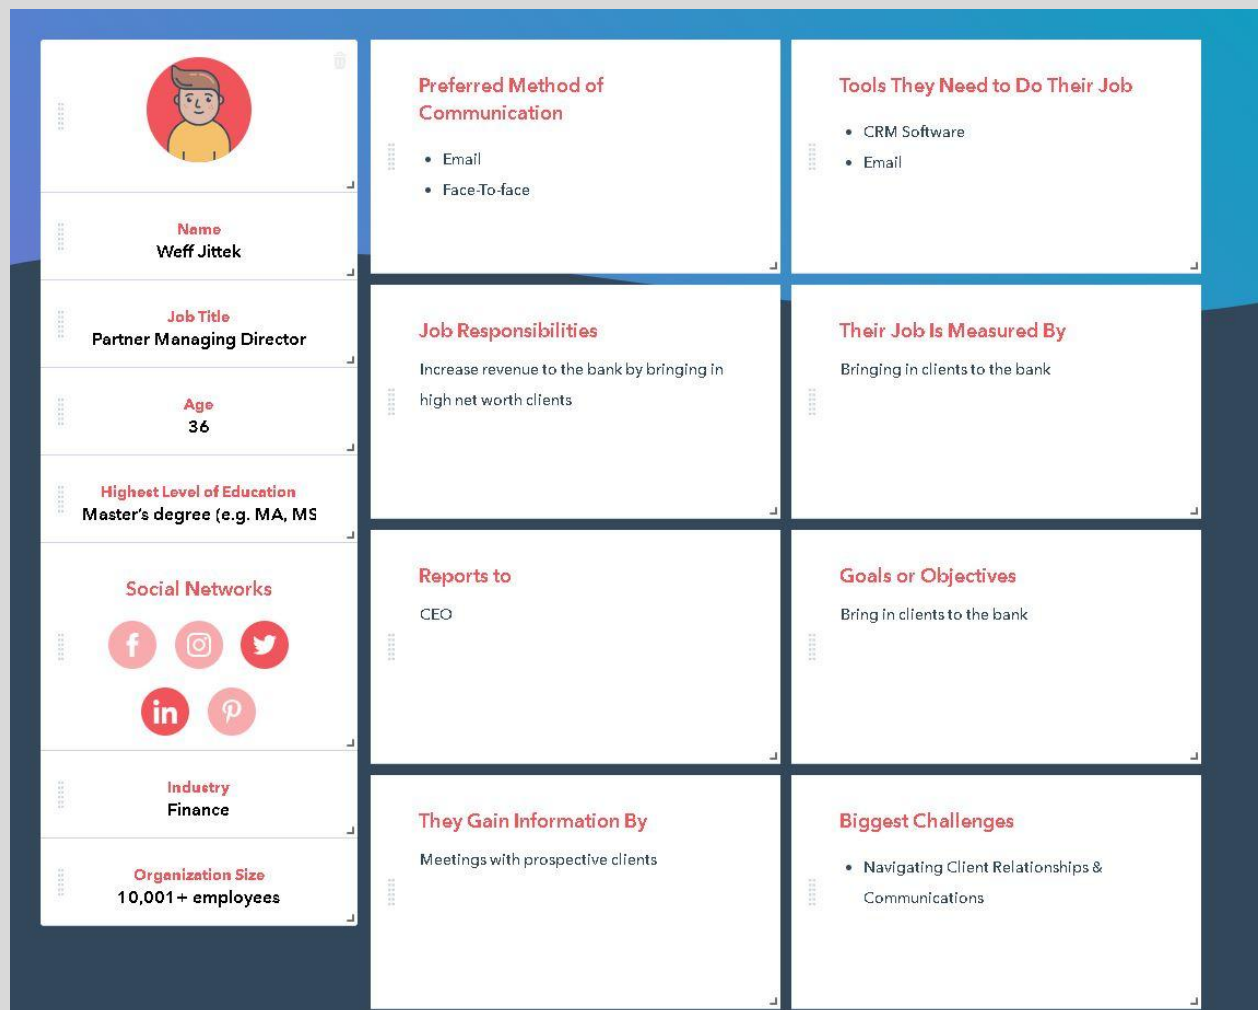 Name
Weff Jittek
Job Title
Partner Managing Director
Age
36
Highest Level of Education
Master's degree (e.g. MA, MS
Social Networks
f
in
Industry
Finance
Organization Size
10,001+ employees
Preferred Method of
Communication
• Email
• Face-To-face
Tools They Need to Do Their Job
• CRM Software
• Email
Job Responsibilities
Increase revenue to the bank by bringing in
high net worth clients
Their Job Is Measured By
Bringing in clients to the bank
Reports to
CEO
Goals or Objectives
Bring in clients to the bank
They Gain Information By
Meetings with prospective clients
Biggest Challenges
• Navigating Client Relationships &
Communications